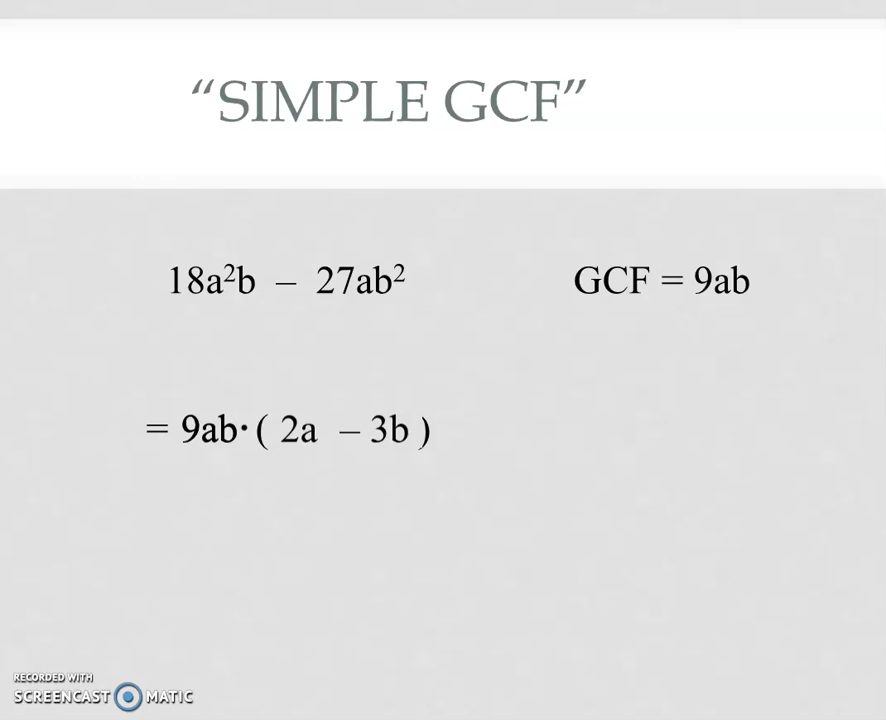 “SIMPLE GCF”
18a²b – 27ab² GCF = 9ab
= 9ab·( 2a – 3b )
RECORDED WITH
SCREENCAST MATIC